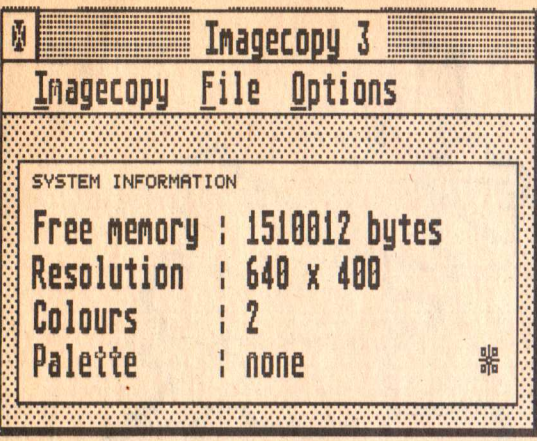 Imagecopy 3
Imagecopy File Options
SYSTEM INFORMATION
Free memory : 1510012 bytes
Resolution : 640 x 400
Colours : 2
Palette : none